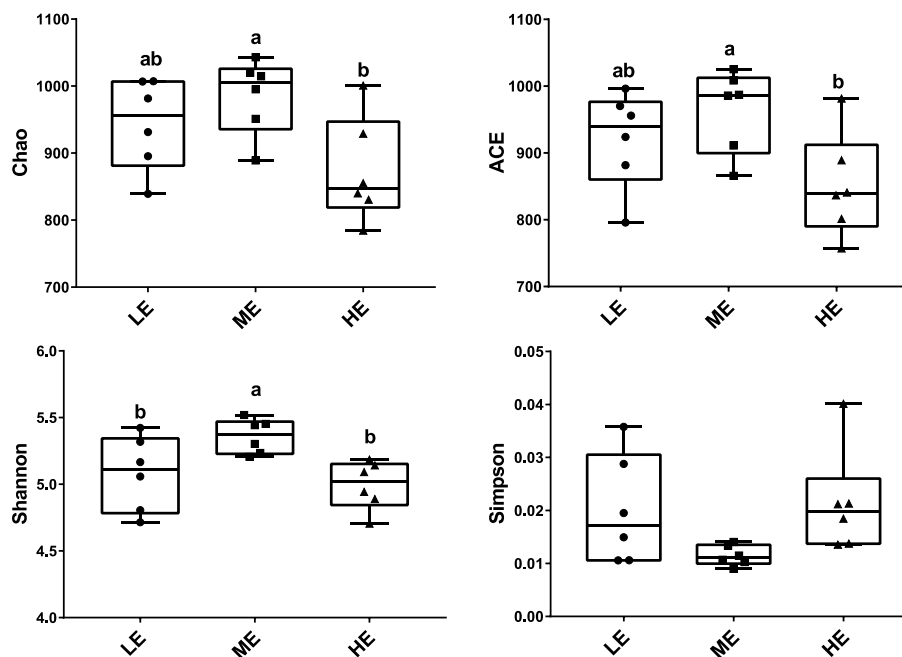 Chao
1100
1000
900
800
700
ab
a
b
LE
ME
HE
ACE
1100
1000
900
800
700
ab
a
b
LE
ME
HE
Shannon
6.0
5.5
5.0
4.5
4.0
b
a
b
LE
ME
HE
Simpson
0.05
0.04
0.03
0.02
0.01
0.00
LE
ME
HE